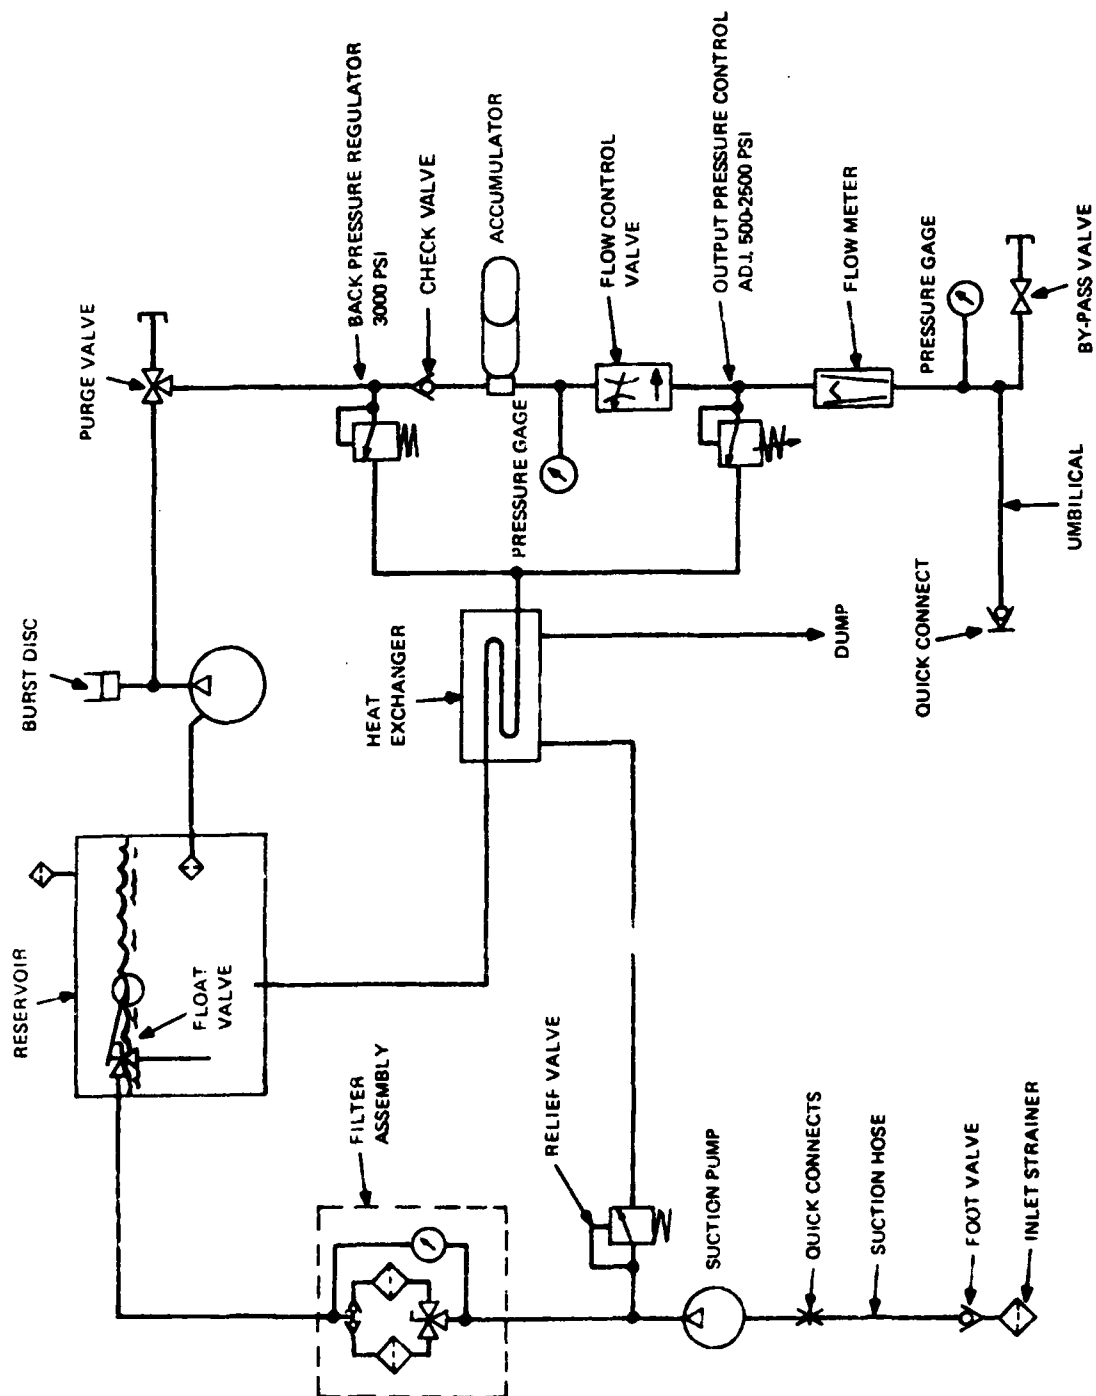 RESERVOIR
BURST DISC
PURGE VALVE
FLOAT
VALVE
BACK PRESSURE REGULATOR
3000 PSI
CHECK VALVE
ACCUMULATOR
PRESSURE GAGE
FLOW CONTROL
VALVE
OUTPUT PRESSURE CONTROL
ADJ. 500-2500 PSI
FLOW METER
PRESSURE GAGE
BY-PASS VALVE
UMBILICAL
QUICK CONNECT
HEAT
EXCHANGER
DUMP
FILTER
ASSEMBLY
RELIEF VALVE
SUCTION PUMP
QUICK CONNECTS
SUCTION HOSE
FOOT VALVE
INLET STRAINER